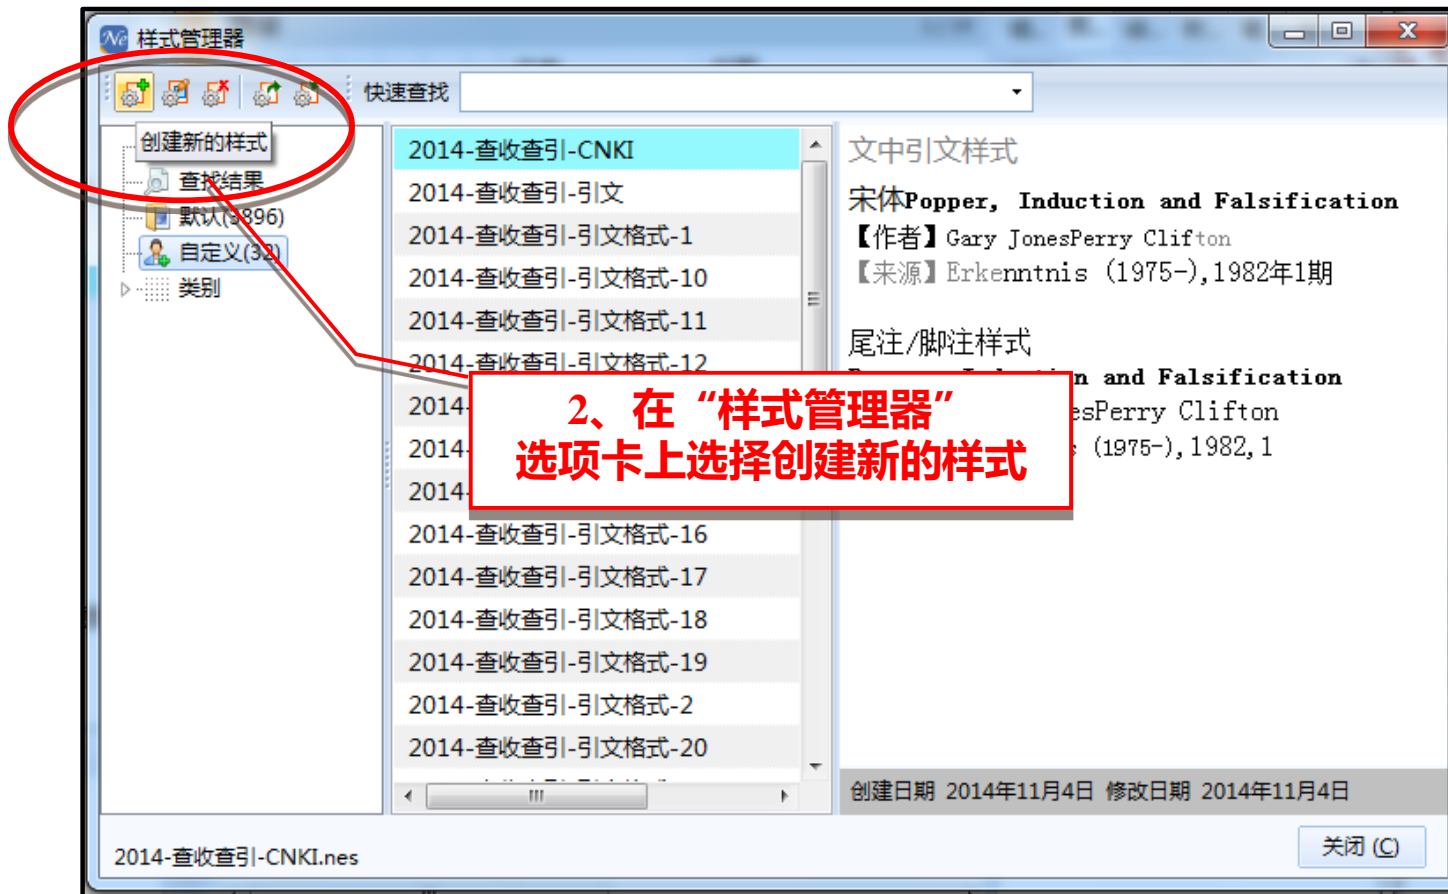 样式管理器
快速查找
创建新的样式
查找结果
默认(3896)
自定义(32)
类别
2014-查收查引-CNKI
2014-查收查引-引文
2014-查收查引-引文格式-1
2014-查收查引-引文格式-10
2014-查收查引-引文格式-11
2014-查收查引-引文格式-12
2014-
2014-
2014-
2014-查收查引-引文格式-16
2014-查收查引-引文格式-17
2014-查收查引-引文格式-18
2014-查收查引-引文格式-19
2014-查收查引-引文格式-2
2014-查收查引-引文格式-20
2、在“样式管理器”
选项卡上选择创建新的样式
文中引文样式
宋体Popper, Induction and Falsification
【作者】Gary JonesPerry Clifton
【来源】Erkenntnis (1975-),1982年1期
尾注/脚注样式
and Falsification
esPerry Clifton
(1975-),1982,1
创建日期 2014年11月4日 修改日期 2014年11月4日
2014-查收查引-CNKI.nes
关闭 (C)